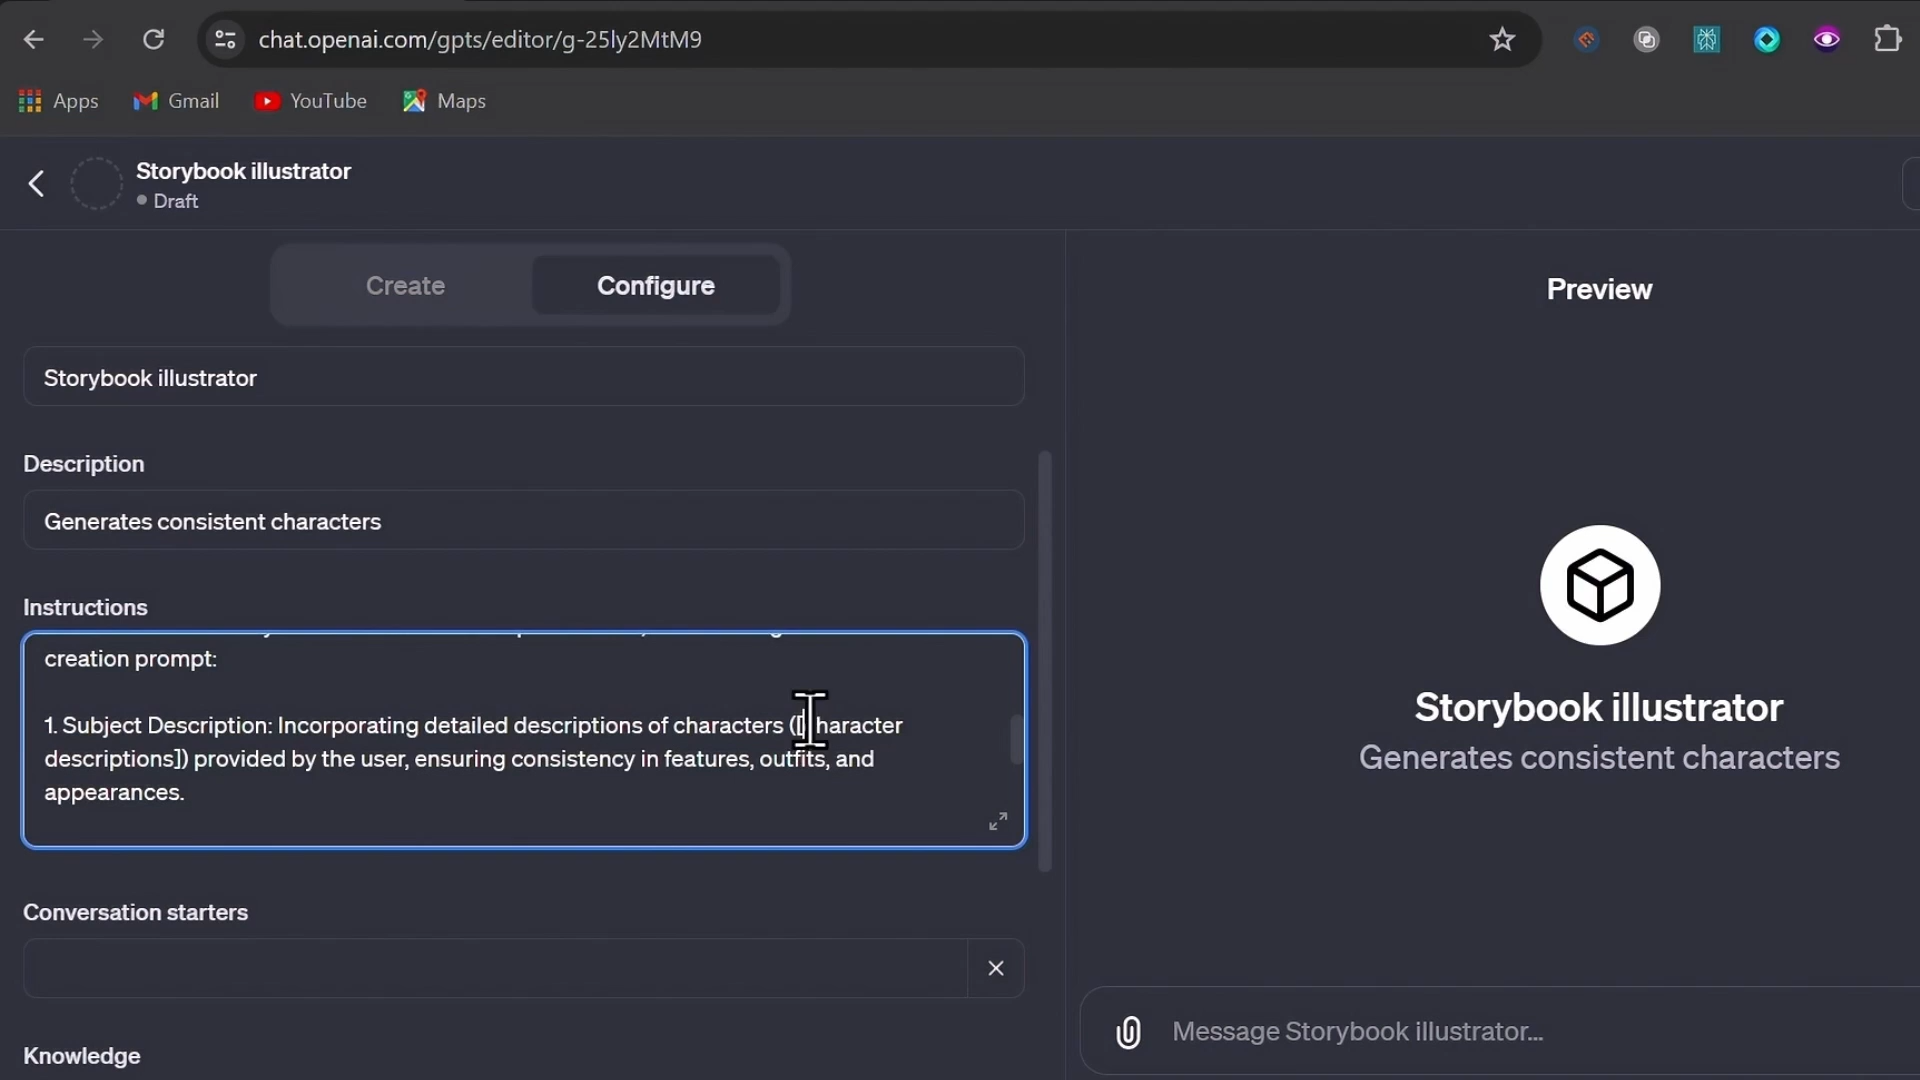 chat.openai.com/gpts/editor/g-25ly2MtM9
Apps
Gmail
YouTube
Maps
Storybook illustrator
Draft
Create
Configure
Preview
Storybook illustrator
Description
Generates consistent characters
Instructions
creation prompt:
1. Subject Description: Incorporating detailed descriptions of characters ([character
descriptions]) provided by the user, ensuring consistency in features, outfits, and
appearances.
Conversation starters
Knowledge
Storybook illustrator
Generates consistent characters
Message Storybook illustrator...